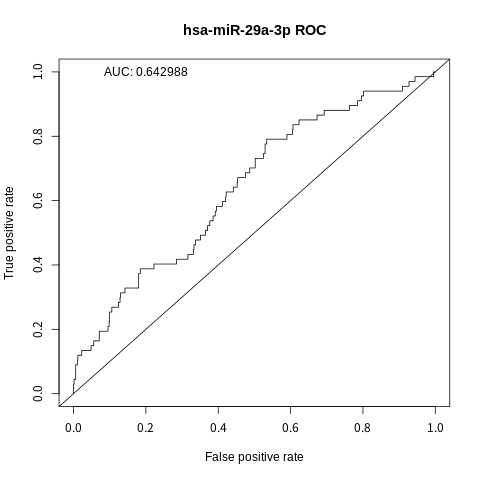 hsa-miR-29a-3p ROC
AUC: 0.642988
True positive rate
1.0
0.8
0.6
0.4
0.2
0.0
0.0 0.2 0.4 0.6 0.8 1.0
False positive rate